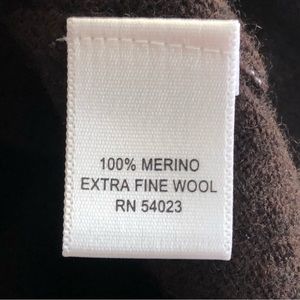 100% MERINO
EXTRA FINE WOOL
RN 54023